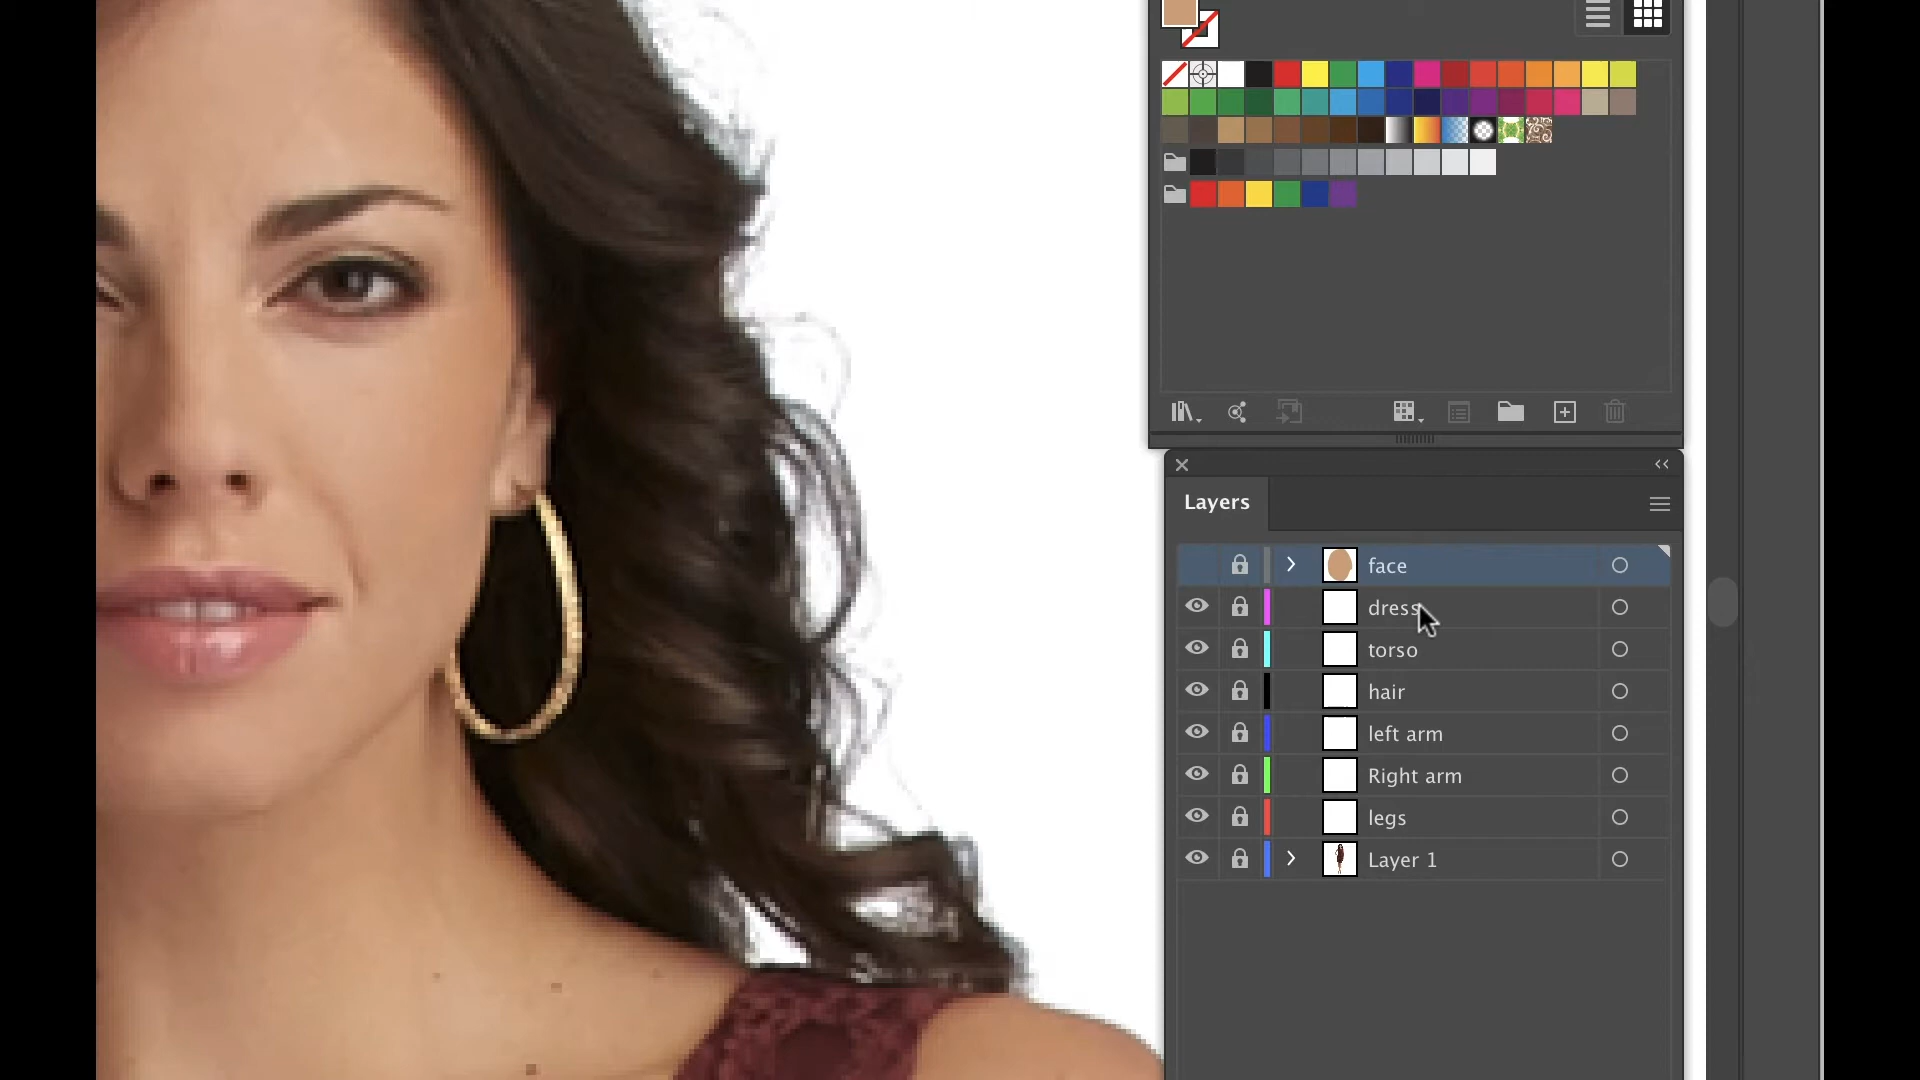 Layers
face
dress
torso
hair
left arm
Right arm
legs
Layer 1